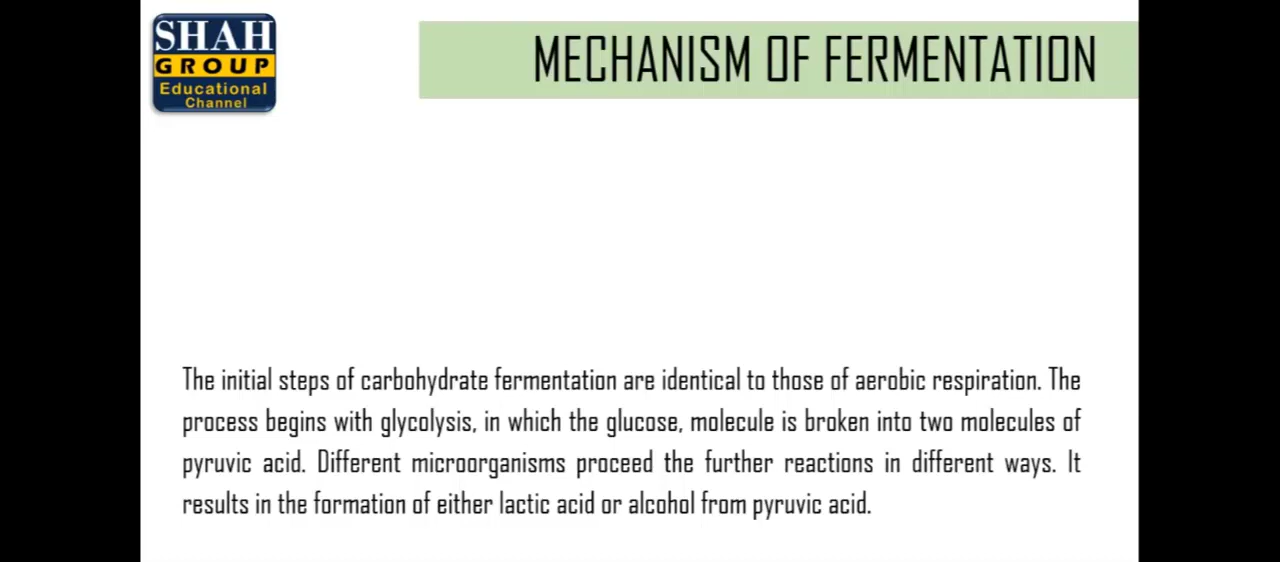 SHAH
GROUP
Educational
Channel
MECHANISM OF FERMENTATION
The initial steps of carbohydrate fermentation are identical to those of aerobic respiration. The
process begins with glycolysis, in which the glucose, molecule is broken into two molecules of
pyruvic acid. Different microorganisms proceed the further reactions in different ways. It
results in the formation of either lactic acid or alcohol from pyruvic acid.